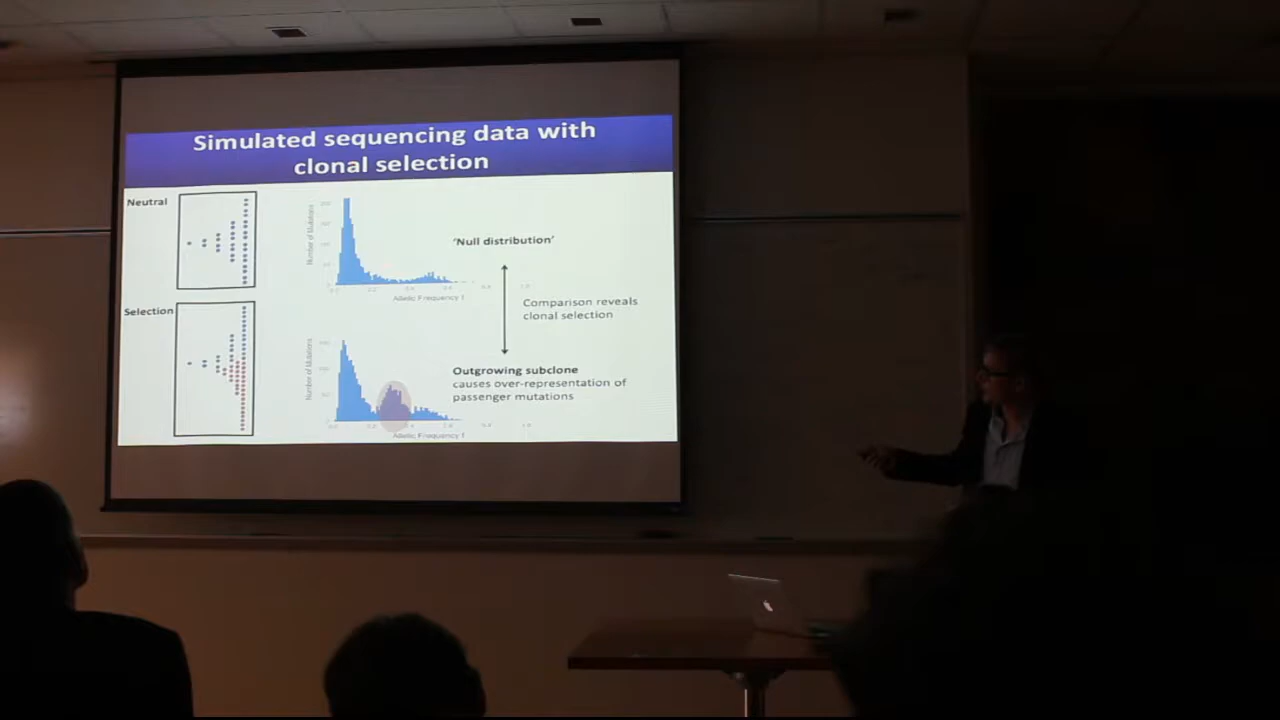 Simulated sequencing data with
clonal selection
Neutral
Number of Mutations
Allelic Frequency f
'Null distribution'
Comparison reveals
clonal selection
Selection
Number of Mutations
Allelic Frequency f
Outgrowing subclone
causes over-representation of
passenger mutations